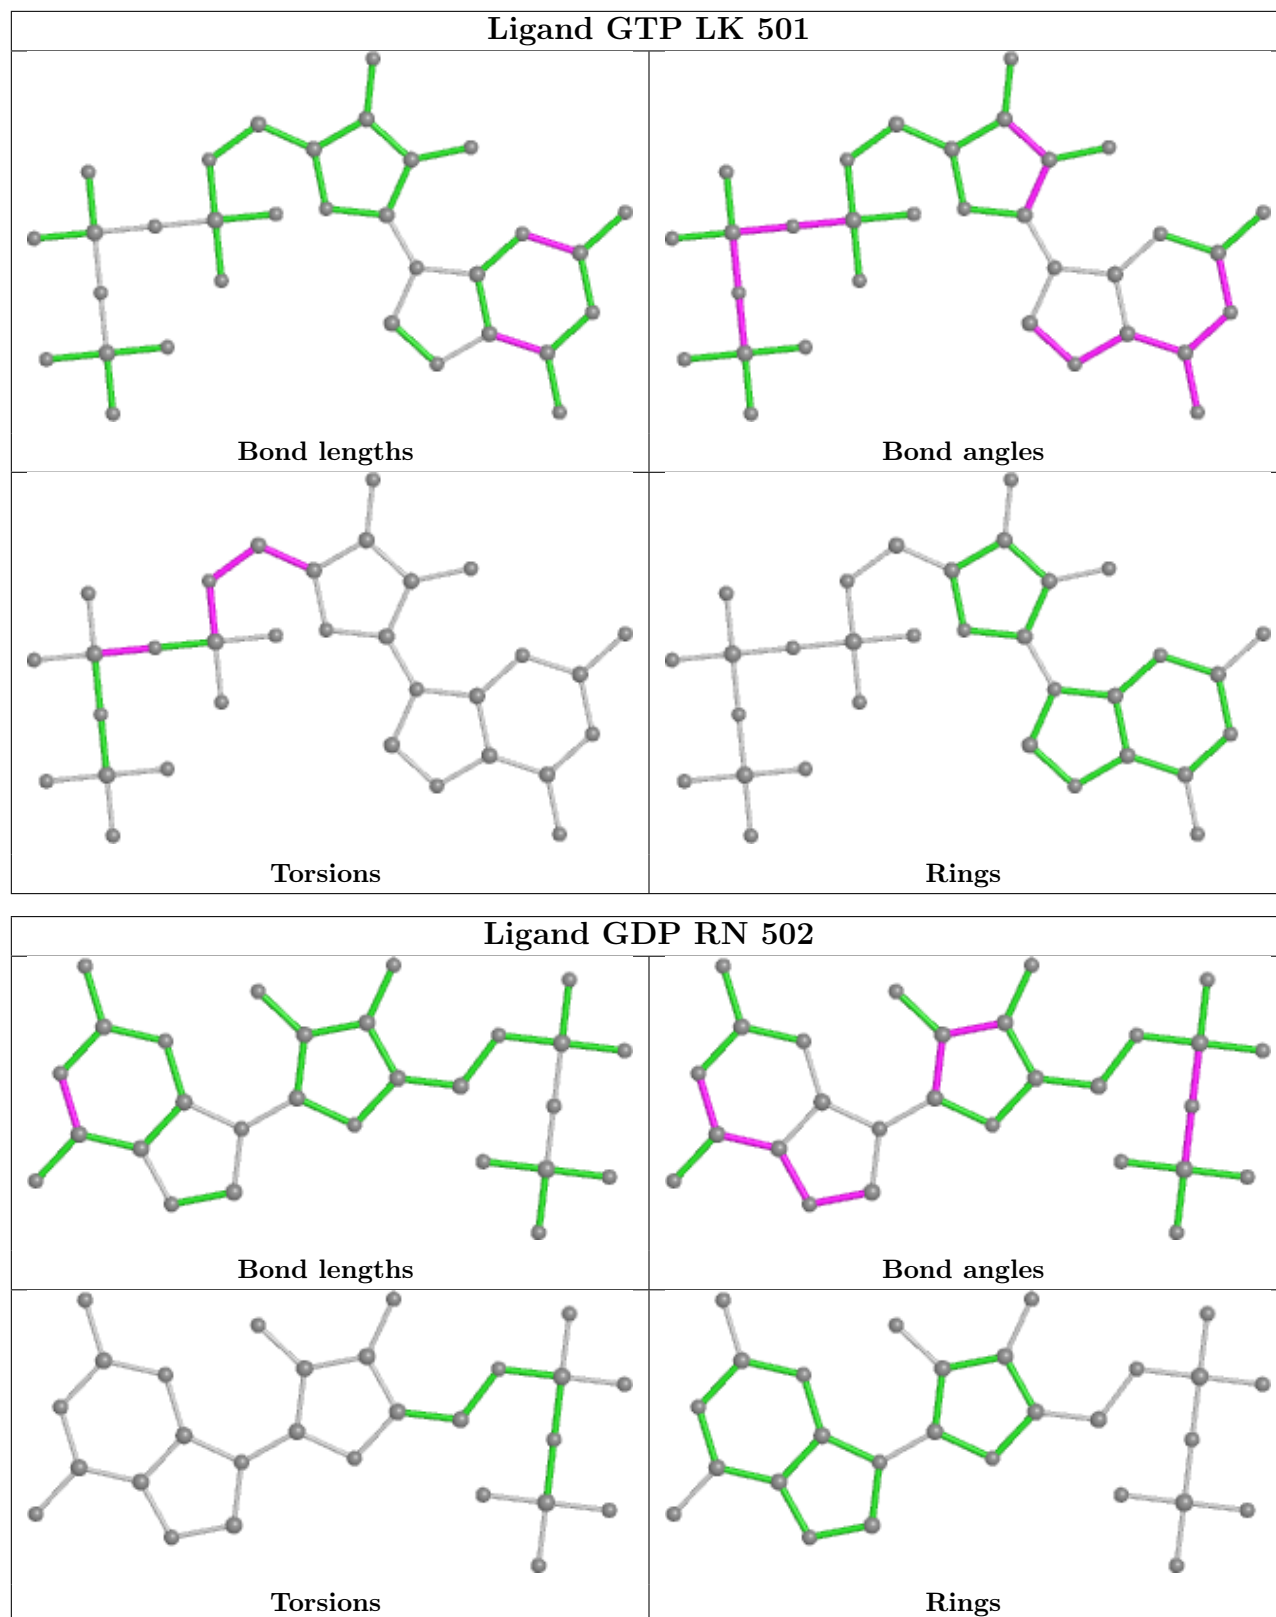 Ligand GTP LK 501
Bond lengths
Bond angles
Torsions
Rings
Ligand GDP RN 502
Bond lengths
Bond angles
Torsions
Rings